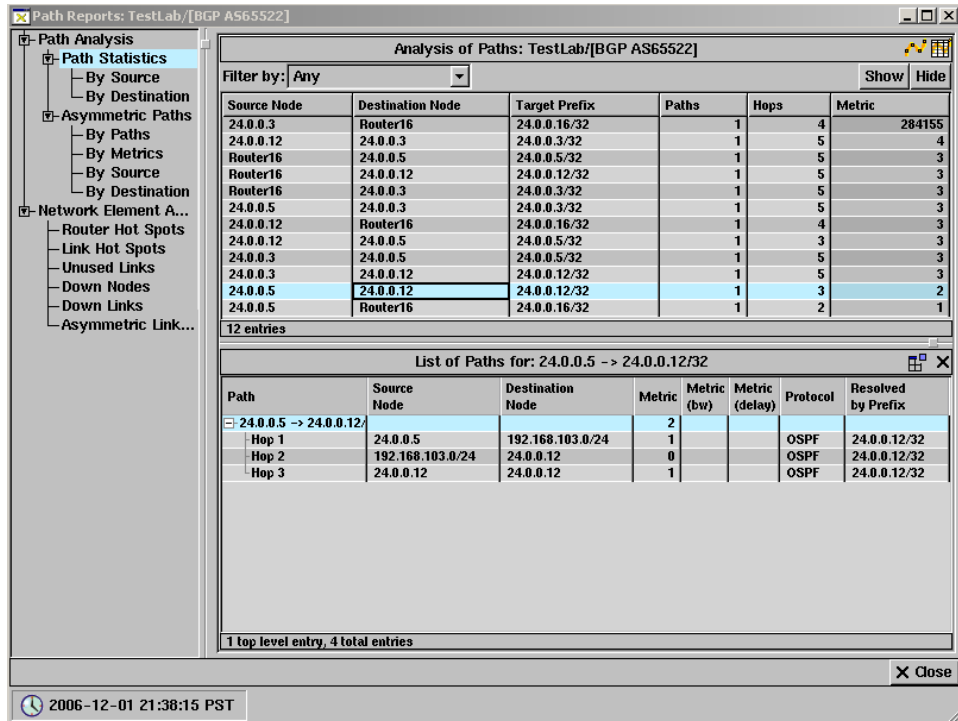 Path Reports: TestLab/[BGP AS65522]
Path Analysis
Path Statistics
By Source
By Destination
Asymmetric Paths
By Paths
By Metrics
By Source
By Destination
Network Element A...
Router Hot Spots
Link Hot Spots
Unused Links
Down Nodes
Down Links
Asymmetric Link...
Analysis of Paths: TestLab/[BGP AS65522]
Filter by: Any Show Hide
Source Node Destination Node Target Prefix Paths Hops Metric
24.0.0.3 Router16 24.0.0.16/32 1 4 284155
24.0.0.12 24.0.0.3 24.0.0.3/32 1 5 4
Router16 24.0.0.5 24.0.0.5/32 1 5 3
Router16 24.0.0.12 24.0.0.12/32 1 5 3
Router16 24.0.0.3 24.0.0.3/32 1 5 3
24.0.0.5 24.0.0.3 24.0.0.3/32 1 5 3
24.0.0.12 Router16 24.0.0.16/32 1 4 3
24.0.0.12 24.0.0.5 24.0.0.5/32 1 3 3
24.0.0.3 24.0.0.5 24.0.0.5/32 1 5 3
24.0.0.3 24.0.0.12 24.0.0.12/32 1 5 3
24.0.0.5 24.0.0.12 24.0.0.12/32 1 3 2
24.0.0.5 Router16 24.0.0.16/32 1 2 1
12 entries
List of Paths for: 24.0.0.5 -> 24.0.0.12/32
Path Source Node Destination Node Metric Metric (bw) Metric (delay) Protocol Resolved by Prefix
24.0.0.5 -> 24.0.0.12/ 2
Hop 1 24.0.0.5 192.168.103.0/24 1 OSPF 24.0.0.12/32
Hop 2 192.168.103.0/24 24.0.0.12 0 OSPF 24.0.0.12/32
Hop 3 24.0.0.12 24.0.0.12 1 OSPF 24.0.0.12/32
1 top level entry, 4 total entries
Close
2006-12-01 21:38:15 PST